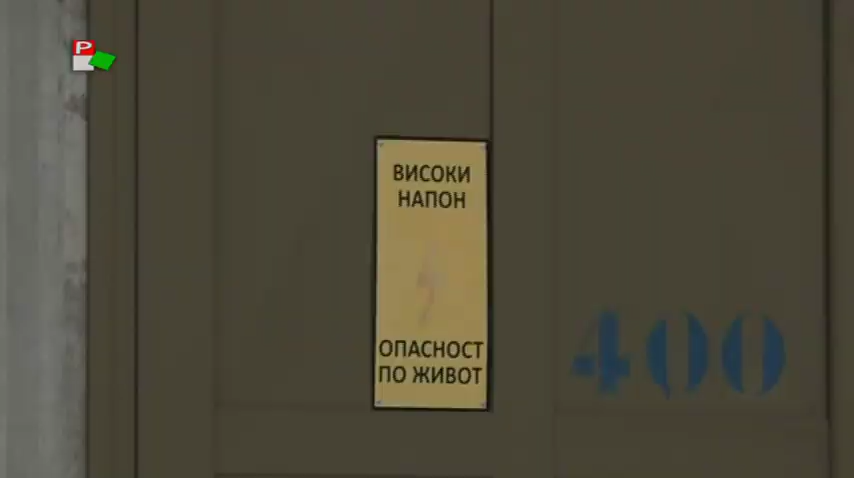 P
ВИСОКИ
НАПОН
ОПАСНОСТ
ПО ЖИВОТ
400